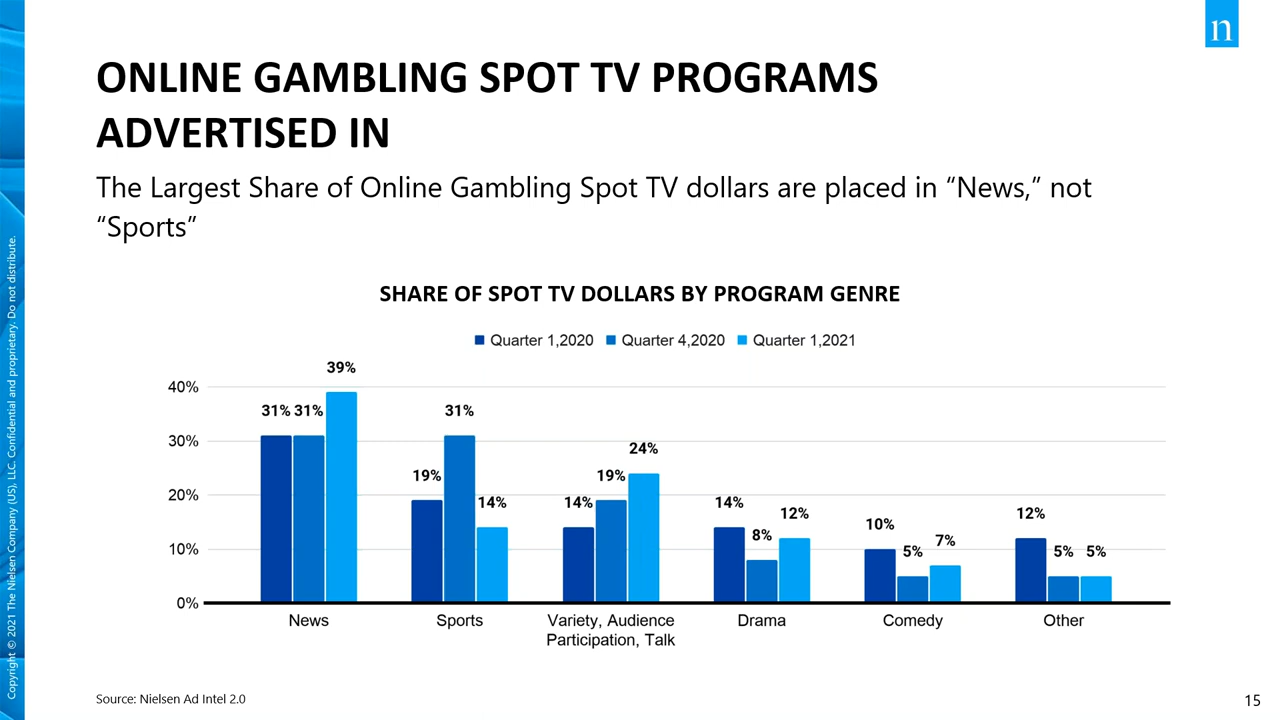 n
ONLINE GAMBLING SPOT TV PROGRAMS
ADVERTISED IN
The Largest Share of Online Gambling Spot TV dollars are placed in “News,” not
“Sports”
SHARE OF SPOT TV DOLLARS BY PROGRAM GENRE
Quarter 1,2020 Quarter 4,2020 Quarter 1,2021
40%
30%
20%
10%
0%
31% 31% 39%
19% 31% 14%
14% 19% 24%
14% 8% 12%
10% 5% 7%
12% 5% 5%
News
Sports
Variety, Audience
Participation, Talk
Drama
Comedy
Other
Source: Nielsen Ad Intel 2.0
15
Copyright © 2021 The Nielsen Company (US), LLC. Confidential and proprietary. Do not distribute.